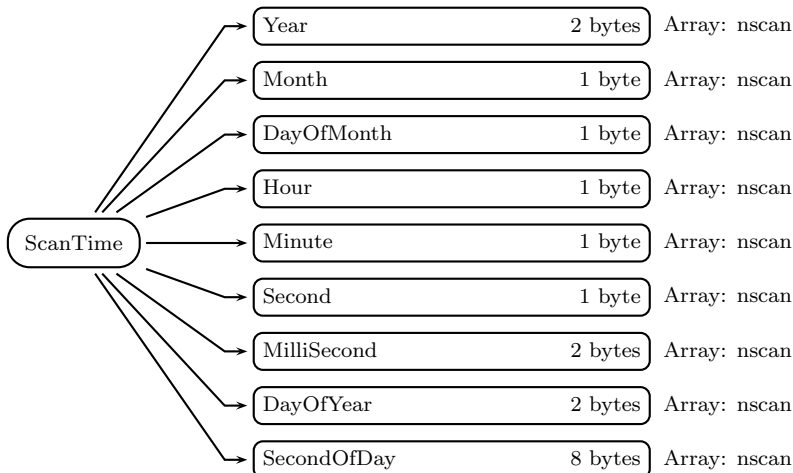 Year 2 bytes Array: nscan
Month 1 byte Array: nscan
DayOfMonth 1 byte Array: nscan
Hour 1 byte Array: nscan
ScanTime Minute 1 byte Array: nscan
Second 1 byte Array: nscan
MilliSecond 2 bytes Array: nscan
DayOfYear 2 bytes Array: nscan
SecondOfDay 8 bytes Array: nscan